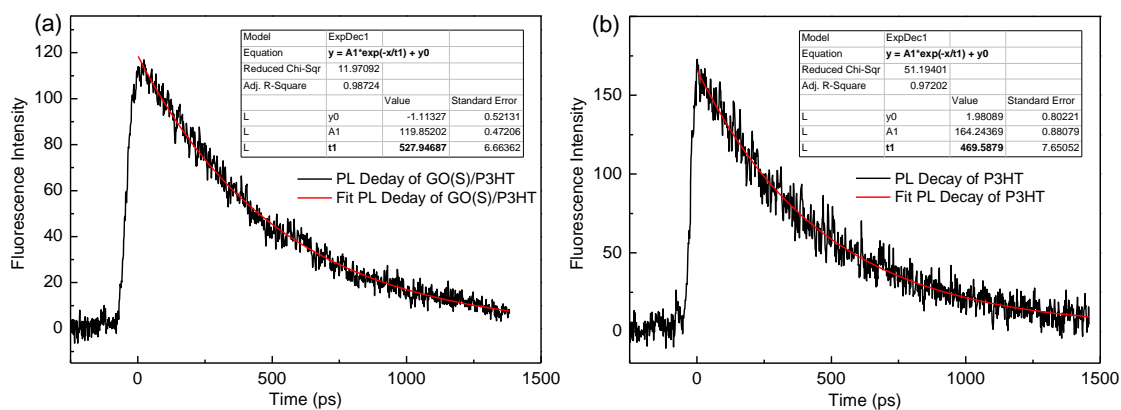 (a)
Fluorescence Intensity
120
100
80
60
40
20
0
Model ExpDec1
Equation y = A1*exp(-x/t1) + y0
Reduced Chi-Sqr 11.97092
Adj. R-Square 0.98724
Value Standard Error
L y0 -1.11327 0.52131
L A1 119.85202 0.47206
L t1 527.94687 6.66362
PL Deday of GO(S)/P3HT
Fit PL Deday of GO(S)/P3HT
0 500 1000 1500
Time (ps)
(b)
Fluorescence Intensity
175
150
125
100
75
50
25
0
Model ExpDec1
Equation y = A1*exp(-x/t1) + y0
Reduced Chi-Sqr 51.19401
Adj. R-Square 0.97202
Value Standard Error
L y0 1.98089 0.80221
L A1 164.24369 0.88079
L t1 469.5879 7.65052
PL Decay of P3HT
Fit PL Decay of P3HT
0 500 1000 1500
Time (ps)